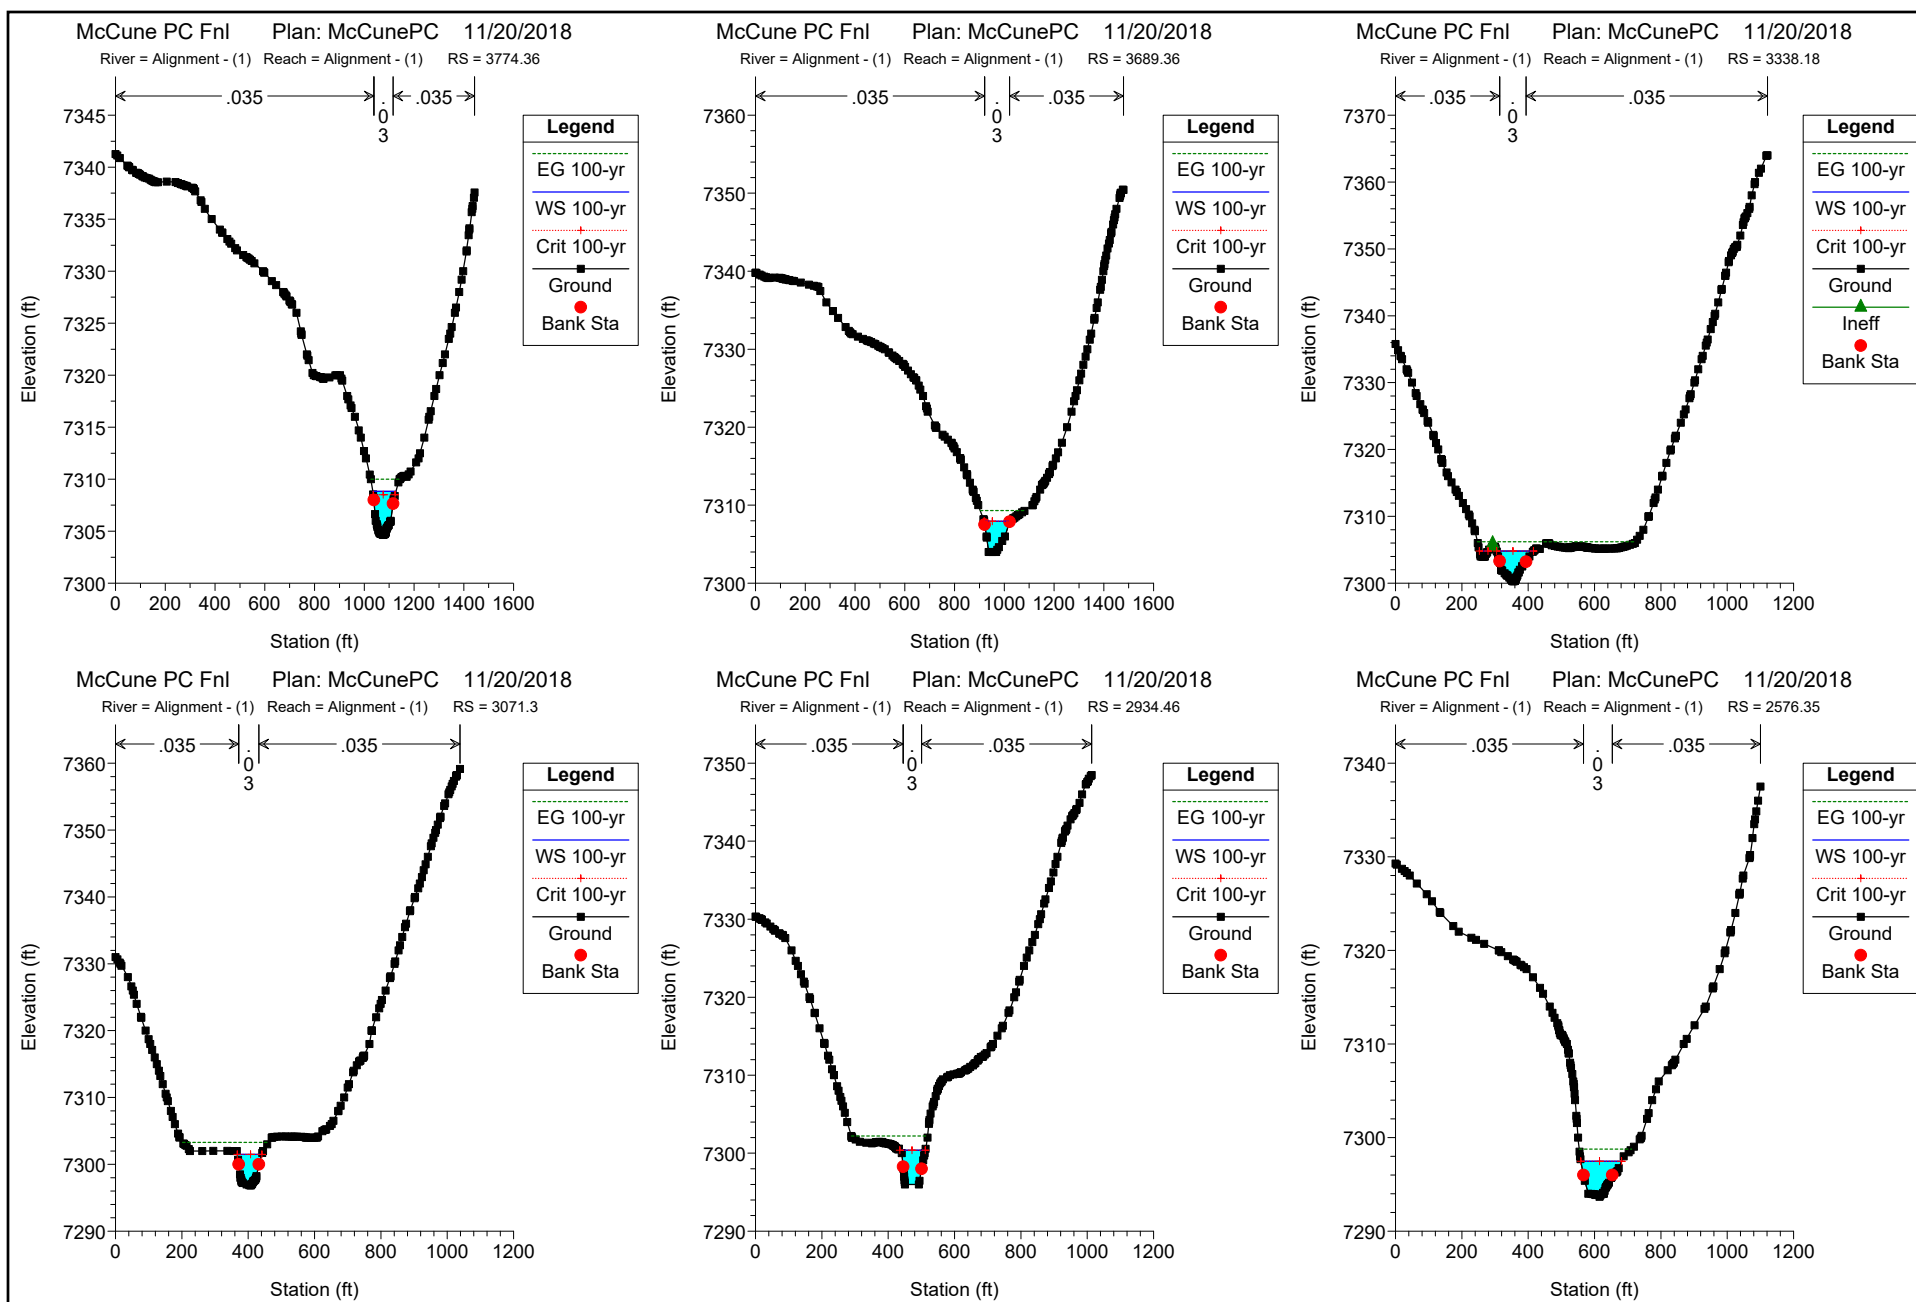 McCune PC Fnl Plan: McCunePC 11/20/2018
River = Alignment - (1) Reach = Alignment - (1) RS = 3774.36
.035
.03
.035
7345
7340
7335
7330
7325
7320
7315
7310
7305
7300
Elevation (ft)
0 200 400 600 800 1000 1200 1400 1600
Station (ft)
Legend
EG 100-yr
WS 100-yr
Crit 100-yr
Ground
Bank Sta
McCune PC Fnl Plan: McCunePC 11/20/2018
River = Alignment - (1) Reach = Alignment - (1) RS = 3689.36
.035
.03
.035
7360
7350
7340
7330
7320
7310
7300
Elevation (ft)
0 200 400 600 800 1000 1200 1400 1600
Station (ft)
Legend
EG 100-yr
WS 100-yr
Crit 100-yr
Ground
Bank Sta
McCune PC Fnl Plan: McCunePC 11/20/2018
River = Alignment - (1) Reach = Alignment - (1) RS = 3338.18
.035
.03
.035
7370
7360
7350
7340
7330
7320
7310
7300
Elevation (ft)
0 200 400 600 800 1000 1200
Station (ft)
Legend
EG 100-yr
WS 100-yr
Crit 100-yr
Ground
Ineff
Bank Sta
McCune PC Fnl Plan: McCunePC 11/20/2018
River = Alignment - (1) Reach = Alignment - (1) RS = 3071.3
.035
.03
.035
7360
7350
7340
7330
7320
7310
7300
7290
Elevation (ft)
0 200 400 600 800 1000 1200
Station (ft)
Legend
EG 100-yr
WS 100-yr
Crit 100-yr
Ground
Bank Sta
McCune PC Fnl Plan: McCunePC 11/20/2018
River = Alignment - (1) Reach = Alignment - (1) RS = 2934.46
.035
.03
.035
7350
7340
7330
7320
7310
7300
7290
Elevation (ft)
0 200 400 600 800 1000 1200
Station (ft)
Legend
EG 100-yr
WS 100-yr
Crit 100-yr
Ground
Bank Sta
McCune PC Fnl Plan: McCunePC 11/20/2018
River = Alignment - (1) Reach = Alignment - (1) RS = 2576.35
.035
.03
.035
7340
7330
7320
7310
7300
7290
Elevation (ft)
0 200 400 600 800 1000 1200
Station (ft)
Legend
EG 100-yr
WS 100-yr
Crit 100-yr
Ground
Bank Sta